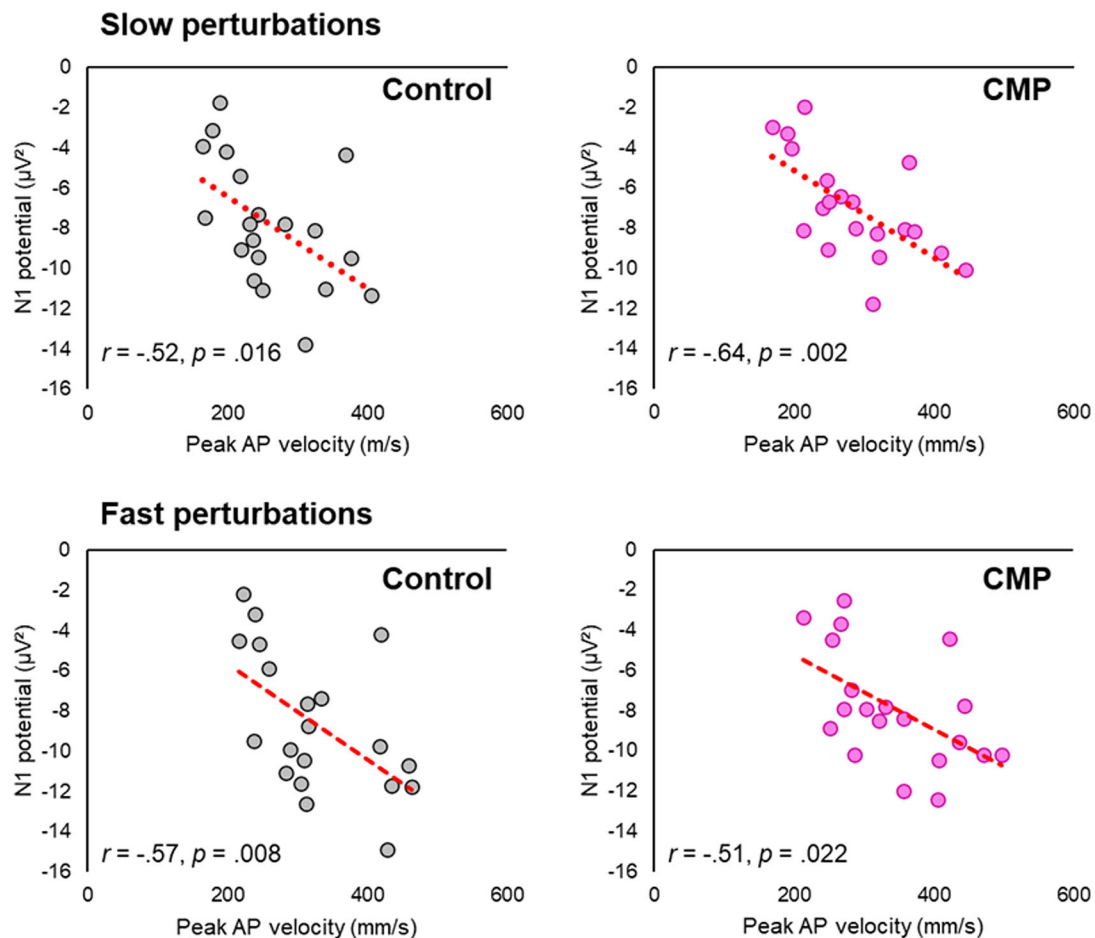 Slow perturbations
Control
N1 potential (μV²)
0
-2
-4
-6
-8
-10
-12
-14
-16
r = -.52, p = .016
0 200 400 600
Peak AP velocity (m/s)
CMP
N1 potential (μV²)
0
-2
-4
-6
-8
-10
-12
-14
-16
r = -.64, p = .002
0 200 400 600
Peak AP velocity (mm/s)
Fast perturbations
Control
N1 potential (μV²)
0
-2
-4
-6
-8
-10
-12
-14
-16
r = -.57, p = .008
0 200 400 600
Peak AP velocity (mm/s)
CMP
N1 potential (μV²)
0
-2
-4
-6
-8
-10
-12
-14
-16
r = -.51, p = .022
0 200 400 600
Peak AP velocity (mm/s)